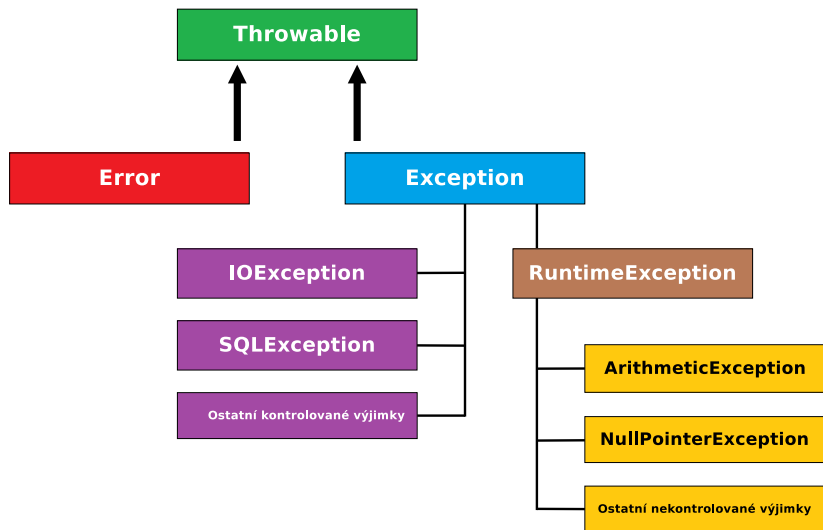 Throwable
Error
Exception
IOException
RuntimeException
SQLException
ArithmeticException
Ostatní kontrolované výjimky
NullPointerException
Ostatní nekontrolované výjimky